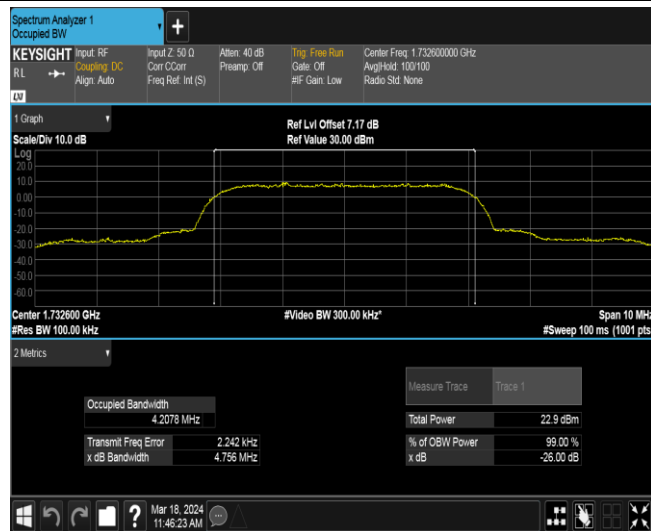 Spectrum Analyzer 1
Occupied BW
+
KEYSIGHT
RL
LXI
Input: RF
Coupling: DC
Align: Auto
Input Z: 50 Ω
Corr CCorr
Freq Ref: Int (S)
Atten: 40 dB
Preamp: Off
Trig: Free Run
Gate: Off
#IF Gain: Low
Center Freq: 1.732600000 GHz
Avg|Hold: 100/100
Radio Std: None
1 Graph
Scale/Div 10.0 dB
Ref Lvl Offset 7.17 dB
Ref Value 30.00 dBm
Log
20.0
10.0
0.00
-10.0
-20.0
-30.0
-40.0
-50.0
-60.0
Center 1.732600 GHz
#Video BW 300.00 kHz*
Span 10 MHz
#Res BW 100.00 kHz
#Sweep 100 ms (1001 pts
2 Metrics
Measure Trace Trace 1
Occupied Bandwidth
4.2078 MHz
Total Power 22.9 dBm
Transmit Freq Error 2.242 kHz
% of OBW Power 99.00 %
x dB Bandwidth 4.756 MHz
x dB -26.00 dB
?
Mar 18, 2024
11:46:23 AM